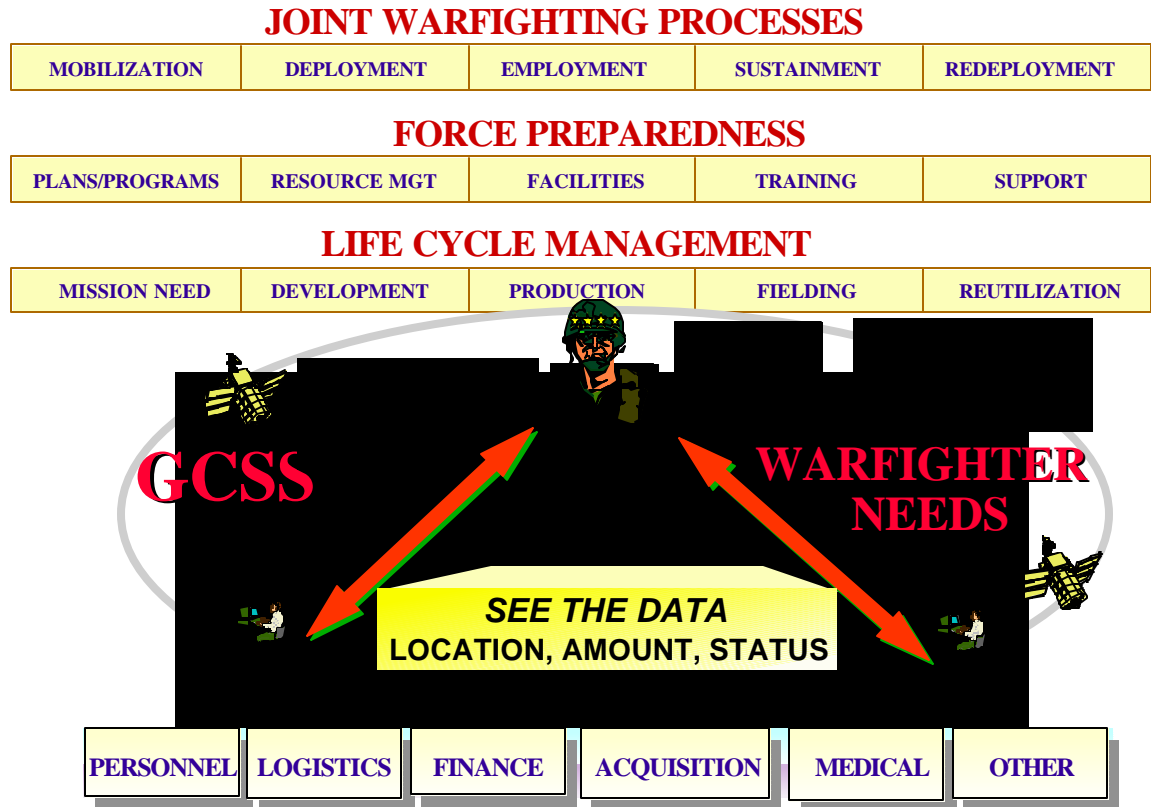 JOINT WARFIGHTING PROCESSES
MOBILIZATION DEPLOYMENT EMPLOYMENT SUSTAINMENT REDEPLOYMENT
FORCE PREPAREDNESS
PLANS/PROGRAMS RESOURCE MGT FACILITIES TRAINING SUPPORT
LIFE CYCLE MANAGEMENT
MISSION NEED DEVELOPMENT PRODUCTION FIELDING REUTILIZATION
GCSS
WARFIGHTER
NEEDS
SEE THE DATA
LOCATION, AMOUNT, STATUS
PERSONNEL LOGISTICS FINANCE ACQUISITION MEDICAL OTHER